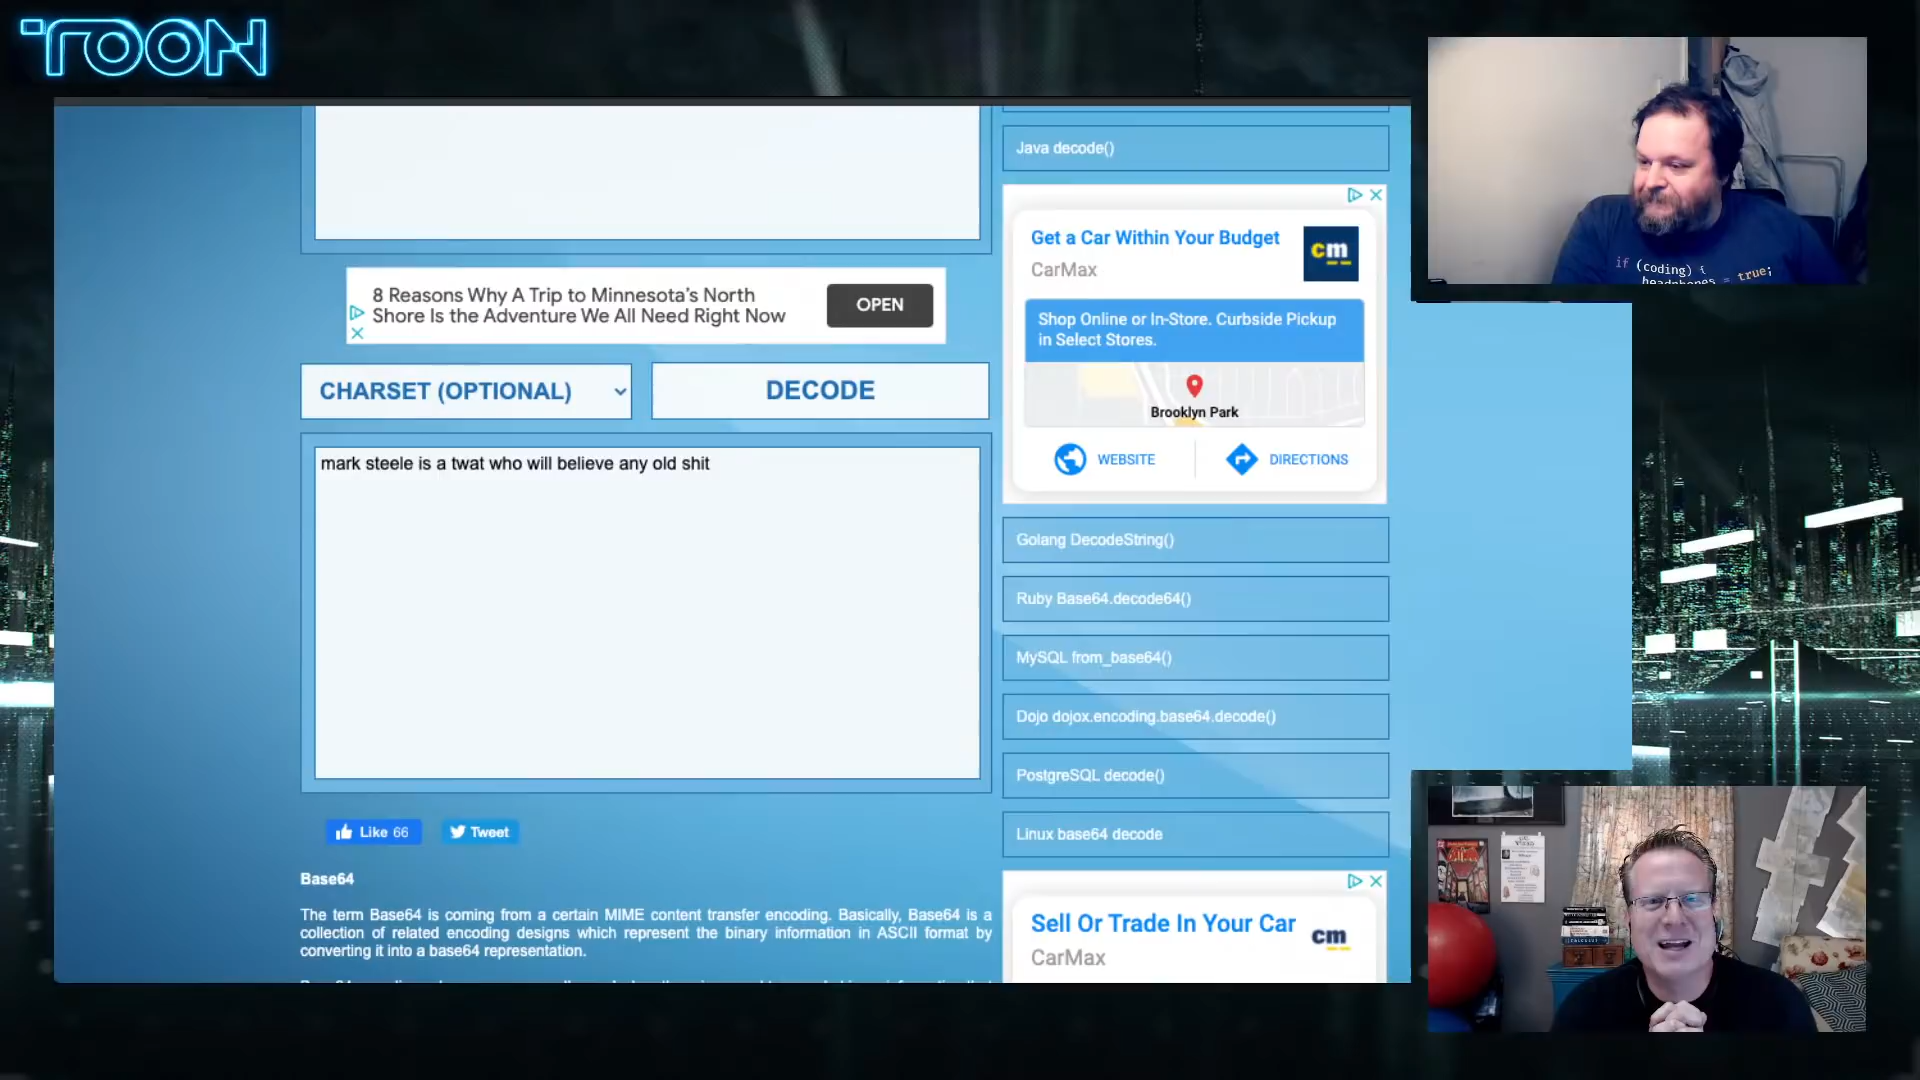 TOON
Java decode()
Get a Car Within Your Budget
CarMax
cm
Shop Online or In-Store. Curbside Pickup
in Select Stores.
Brooklyn Park
WEBSITE
DIRECTIONS
8 Reasons Why A Trip to Minnesota's North
Shore Is the Adventure We All Need Right Now
OPEN
CHARSET (OPTIONAL)
DECODE
mark steele is a twat who will believe any old shit
Golang DecodeString()
Ruby Base64.decode64()
MySQL from_base64()
Dojo dojox.encoding.base64.decode()
PostgreSQL decode()
Linux base64 decode
Sell Or Trade In Your Car
CarMax
cm
Like 66
Tweet
Base64
The term Base64 is coming from a certain MIME content transfer encoding. Basically, Base64 is a
collection of related encoding designs which represent the binary information in ASCII format by
converting it into a base64 representation.
if (coding) {
headphones = true;
BATMAN
CALCULUS